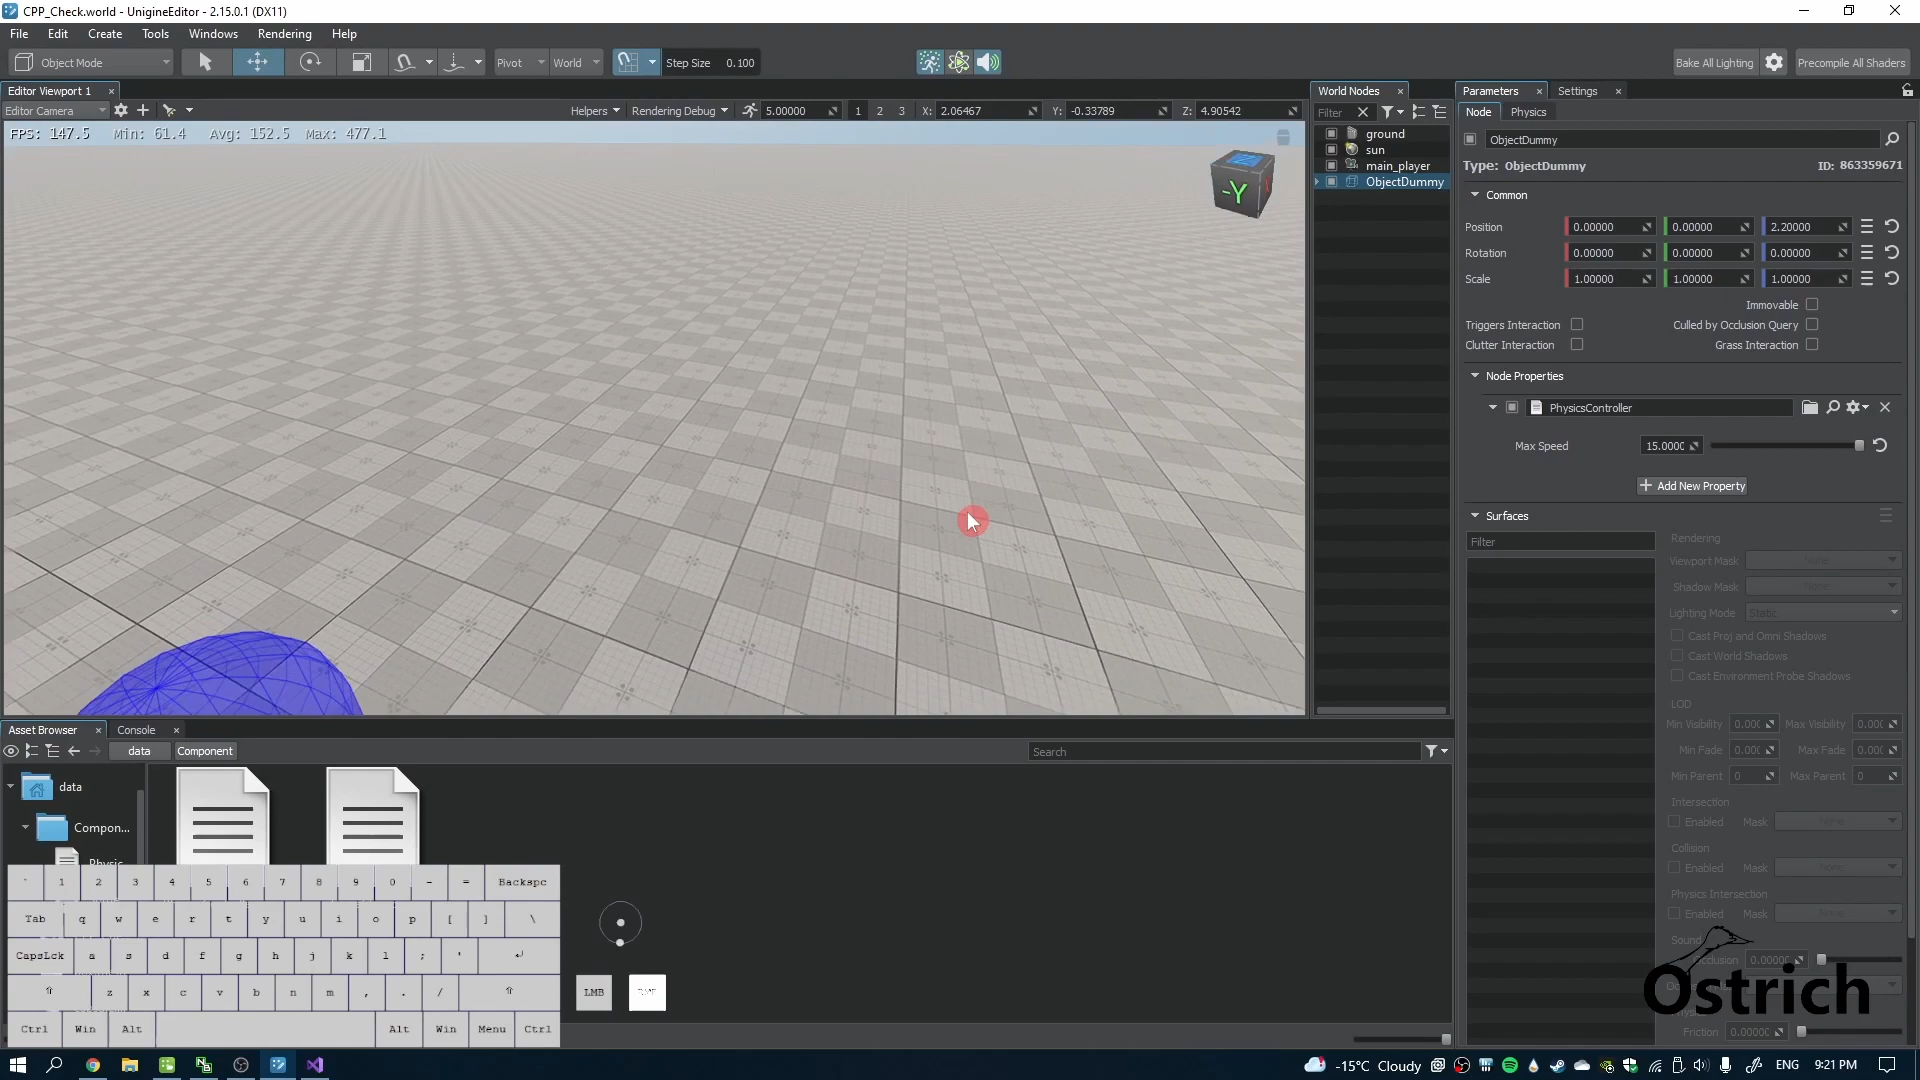 CPP_Check.world - UnigineEditor - 2.15.0.1 (DX11)
File Edit Create Tools Windows Rendering Help
Object Mode Pivot World Step Size 0.100 Bake All Lighting Precompile All Shaders
Editor Viewport 1
Editor Camera Helpers Rendering Debug 5.00000 1 2 3 X: 2.06467 Y: -0.33789 Z: 4.90542
FPS: 147.5 Min: 61.4 Avg: 152.5 Max: 477.1
-Y
World Nodes
Filter
ground
sun
main_player
ObjectDummy
Parameters Settings
Node Physics
ObjectDummy
Type: ObjectDummy ID: 863359671
Common
Position 0.00000 0.00000 2.20000
Rotation 0.00000 0.00000 0.00000
Scale 1.00000 1.00000 1.00000
Immovable
Triggers Interaction Culled by Occlusion Query
Clutter Interaction Grass Interaction
Node Properties
PhysicsController
Max Speed 15.0000
Add New Property
Surfaces
Filter
Rendering
Viewport Mask
Shadow Mask
Lighting Mode Static
Cast Proj and Omni Shadows
Cast World Shadows
Cast Environment Probe Shadows
LOD
Min Visibility 0.00 Max Visibility 0.00
Min Fade 0.00 Max Fade 0.00
Min Parent 0 Max Parent 0
Intersection
Enabled Mask
Collision
Enabled Mask
Physics Intersection
Enabled Mask
Sound
0.00000
Ostrich
Friction 0.00000
Asset Browser Console
data Component Search
data
Compon...
Physic
` 1 2 3 4 5 6 7 8 9 0 - = Backspc
Tab q w e r t y u i o p [ ] \
CapsLck a s d f g h j k l ; '
z x c v b n m , . /
Ctrl Win Alt Alt Win Menu Ctrl
LMB
-15°C Cloudy ENG 9:21 PM